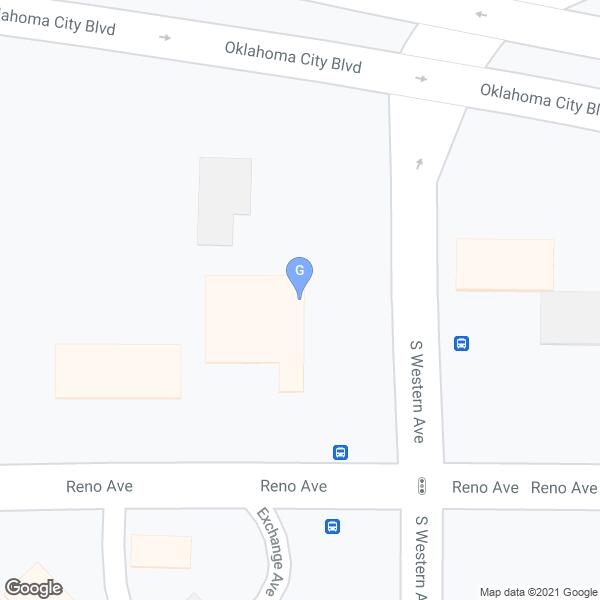 lahoma City Blvd
Oklahoma City Blvd
Oklahoma City Bl
G
S Western Ave
Reno Ave
Reno Ave
Reno Ave
Reno Ave
Exchange Ave
S Western A
Google
Map data ©2021 Google